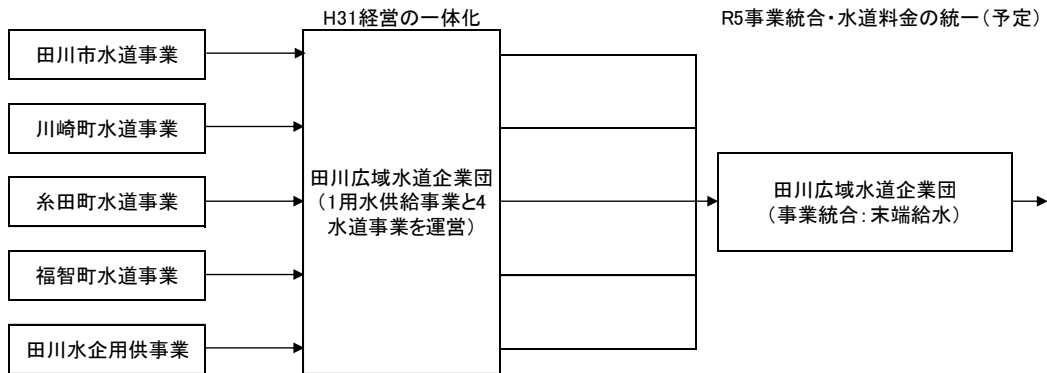 H31経営の一体化
R5事業統合・水道料金の統一(予定)
田川市水道事業
川崎町水道事業
糸田町水道事業
福智町水道事業
田川水企用供事業
田川広域水道企業団
(1用水供給事業と4
水道事業を運営)
田川広域水道企業団
(事業統合:末端給水)